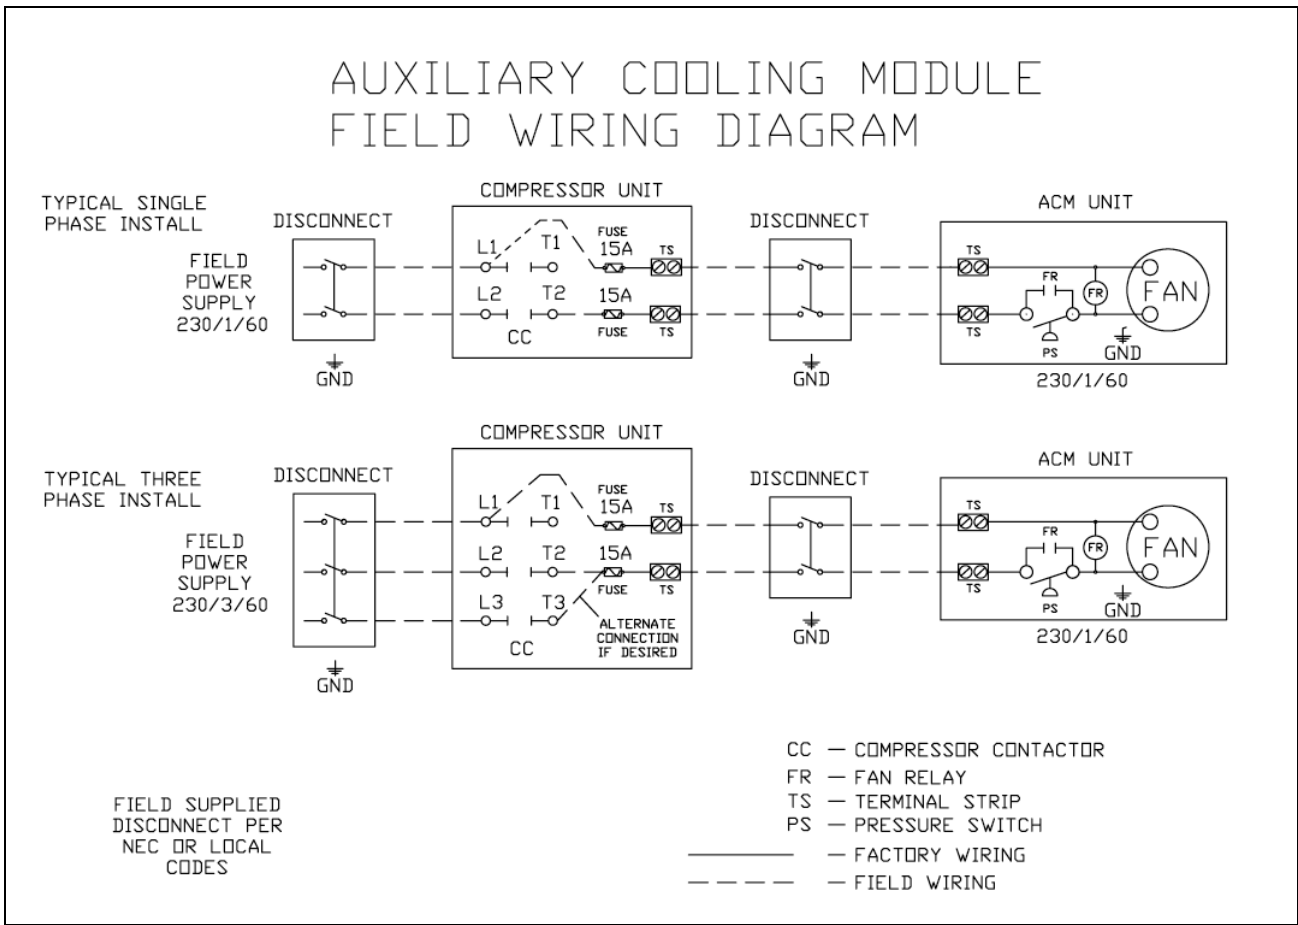 AUXILIARY COOLING MODULE
FIELD WIRING DIAGRAM
TYPICAL SINGLE
PHASE INSTALL
FIELD
POWER
SUPPLY
230/1/60
DISCONNECT
GND
COMPRESSOR UNIT
L1
T1
FUSE
15A
TS
L2
T2
15A
FUSE
TS
CC
DISCONNECT
GND
ACM UNIT
TS
FR
FR
FAN
TS
PS
GND
230/1/60
TYPICAL THREE
PHASE INSTALL
FIELD
POWER
SUPPLY
230/3/60
DISCONNECT
GND
COMPRESSOR UNIT
L1
T1
FUSE
15A
TS
L2
T2
15A
FUSE
TS
L3
T3
CC
ALTERNATE
CONNECTION
IF DESIRED
DISCONNECT
GND
ACM UNIT
TS
FR
FR
FAN
TS
PS
GND
230/1/60
CC — COMPRESSOR CONTACTOR
FR — FAN RELAY
TS — TERMINAL STRIP
PS — PRESSURE SWITCH
— FACTORY WIRING
— FIELD WIRING
FIELD SUPPLIED
DISCONNECT PER
NEC OR LOCAL
CODES